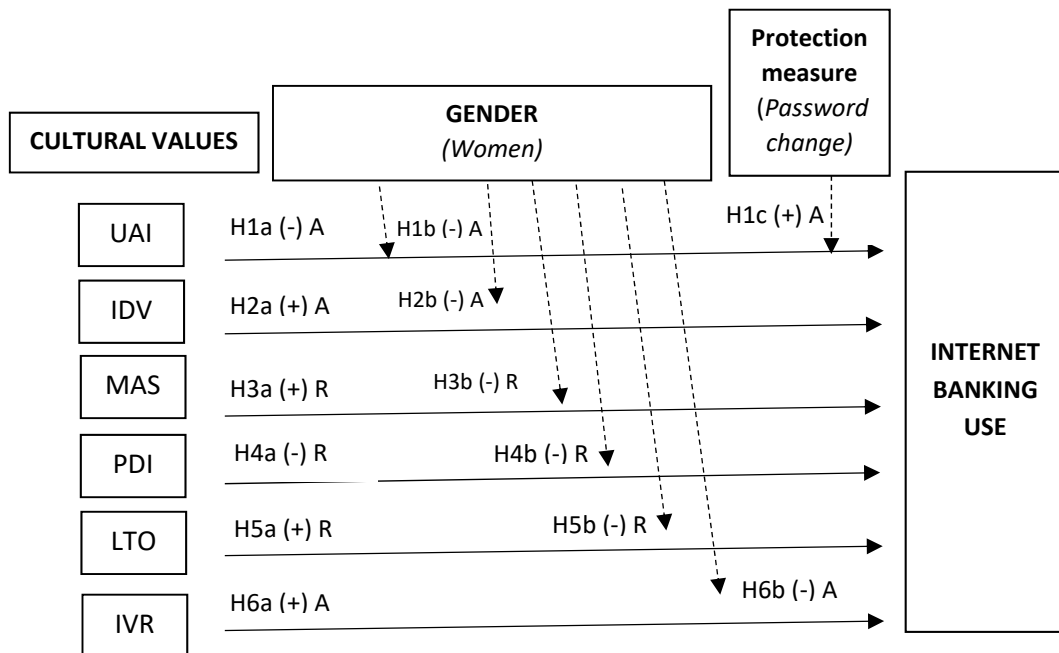 Protection
measure
(Password
change)
GENDER
(Women)
CULTURAL VALUES
UAI
H1a (-) A
H1b (-) A
H1c (+) A
IDV
H2a (+) A
H2b (-) A
MAS
H3a (+) R
H3b (-) R
PDI
H4a (-) R
H4b (-) R
LTO
H5a (+) R
H5b (-) R
IVR
H6a (+) A
H6b (-) A
INTERNET
BANKING
USE